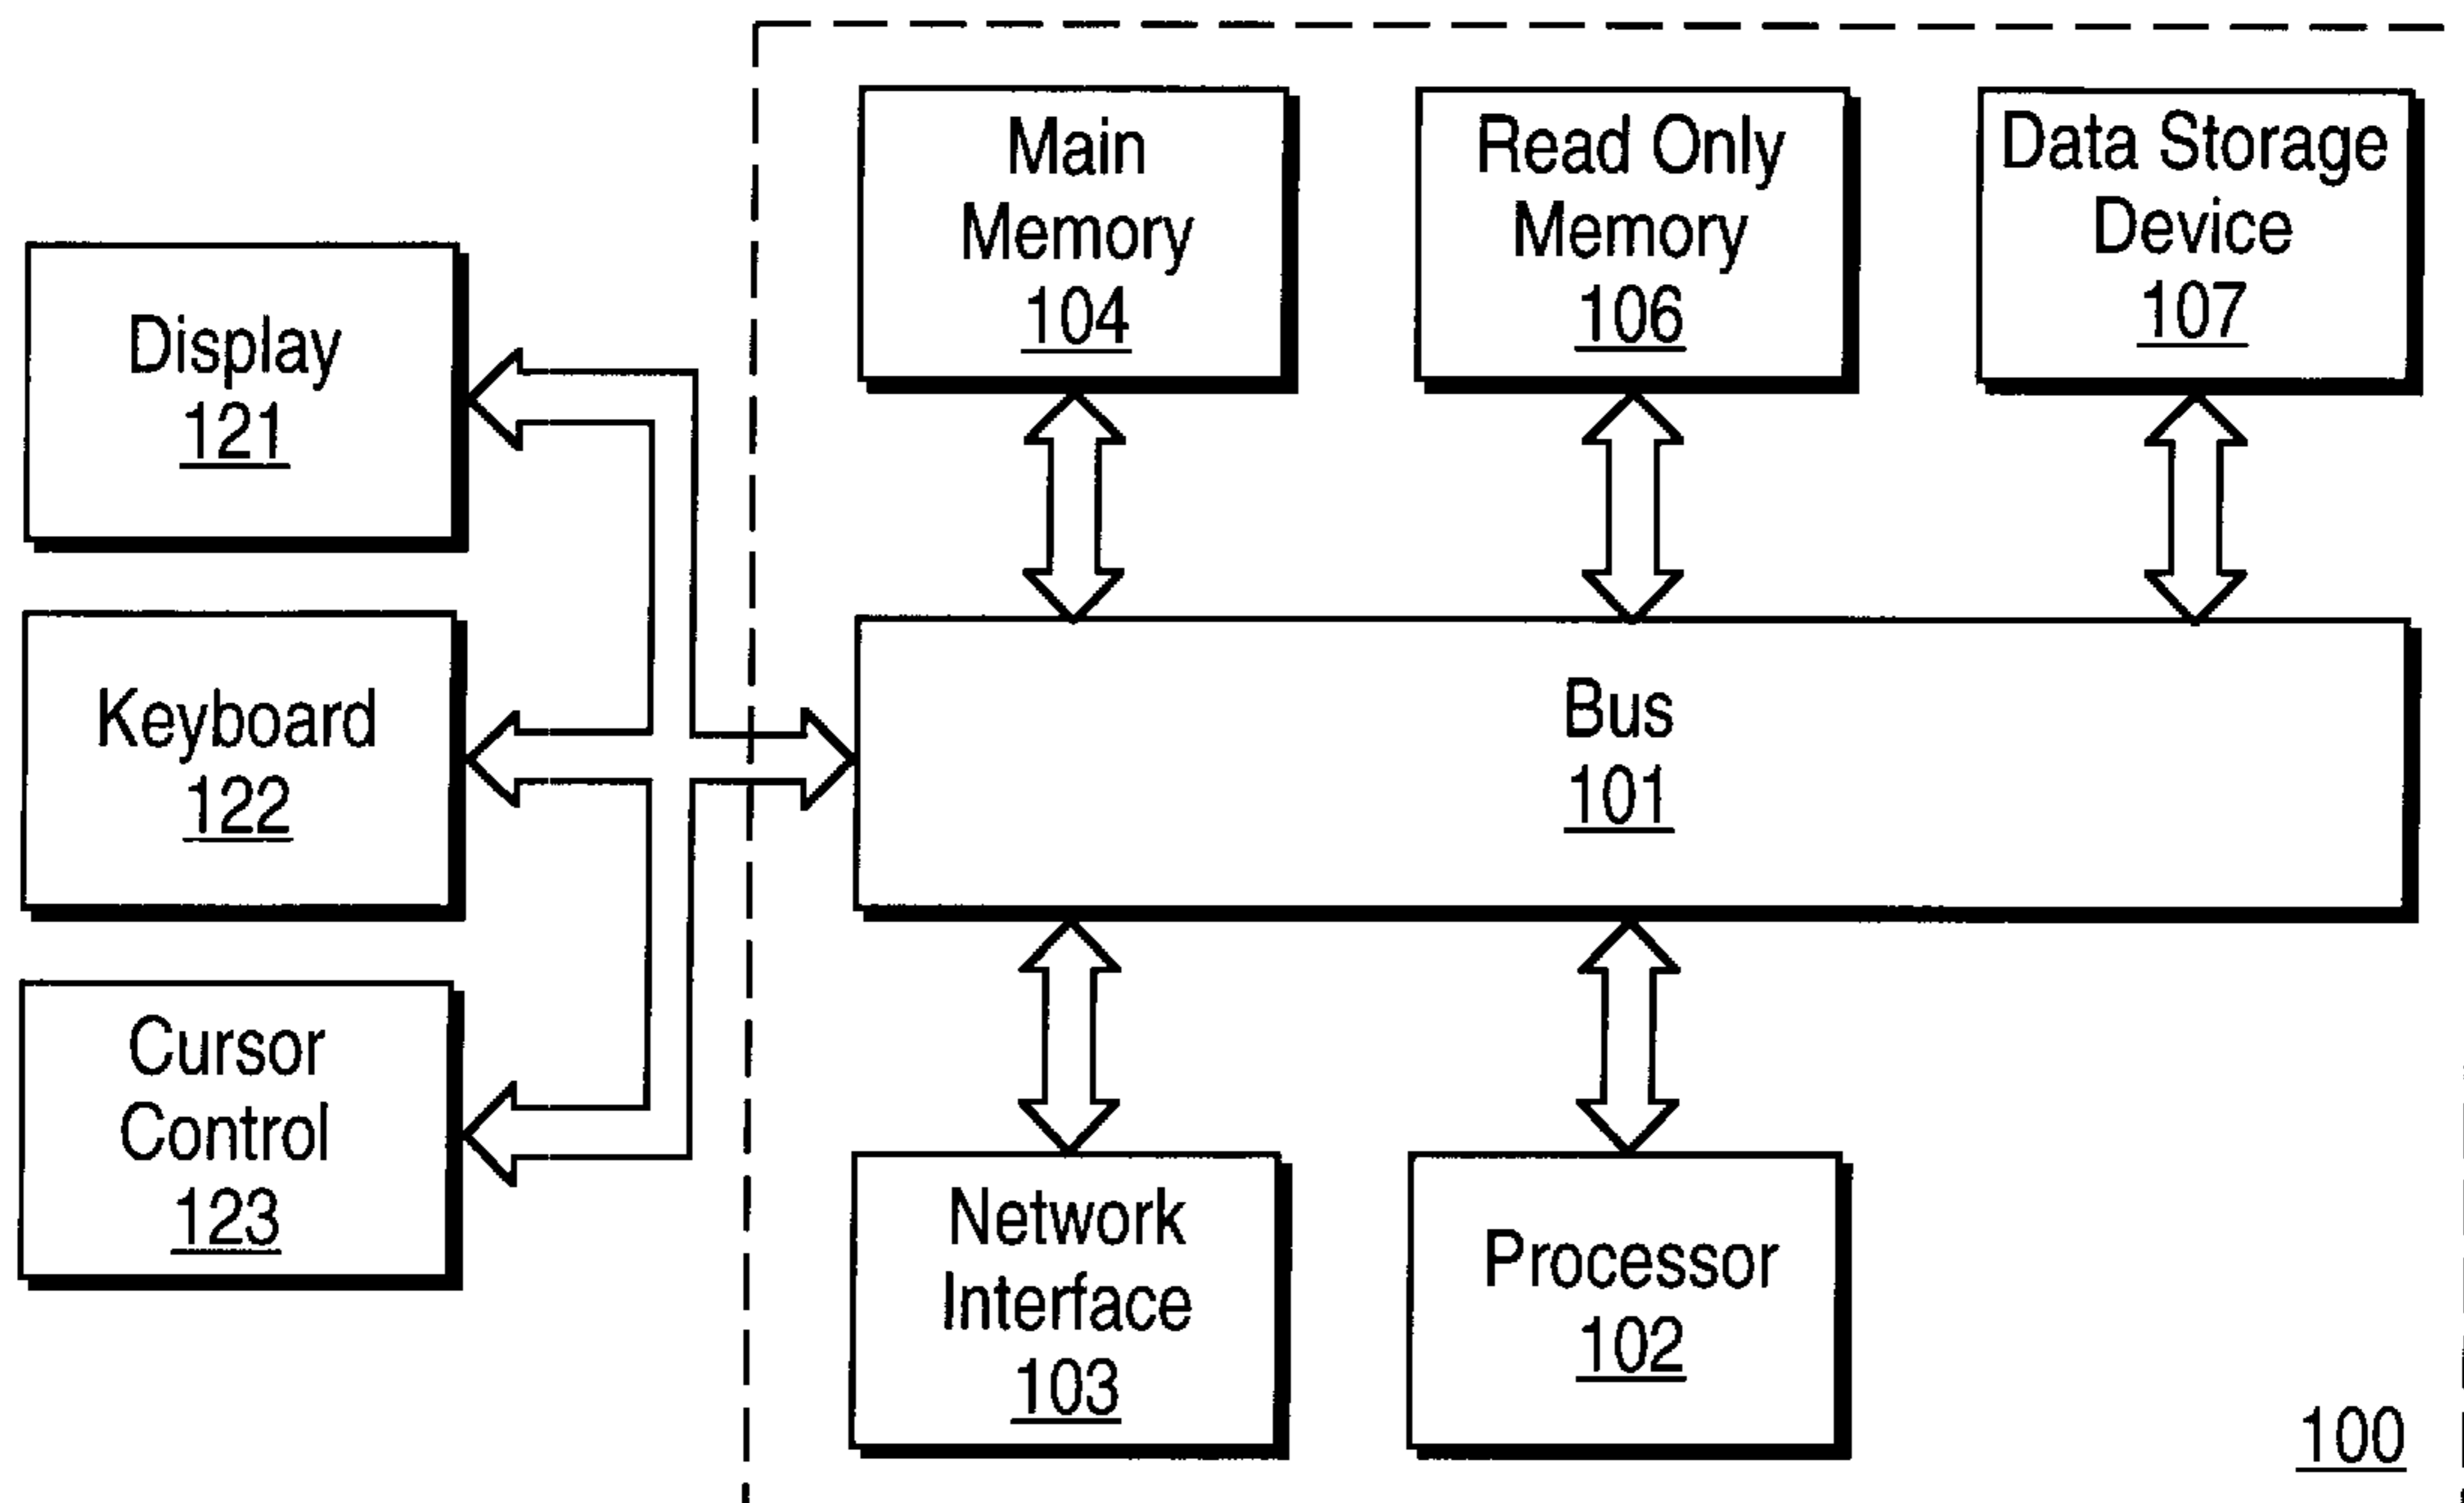 Main
Memory
104
Read Only
Memory
106
Data Storage
Device
107
Display
121
Keyboard
122
Cursor
Control
123
Bus
101
Network
Interface
103
Processor
102
100